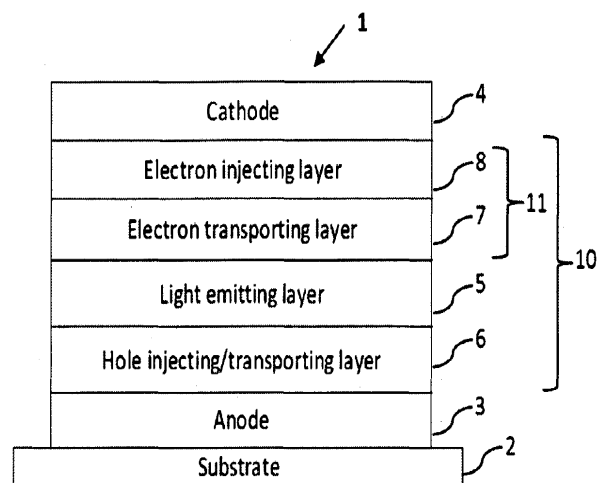 1
Cathode
4
Electron injecting layer
8
Electron transporting layer
7
11
10
Light emitting layer
5
Hole injecting/transporting layer
6
Anode
3
Substrate
2